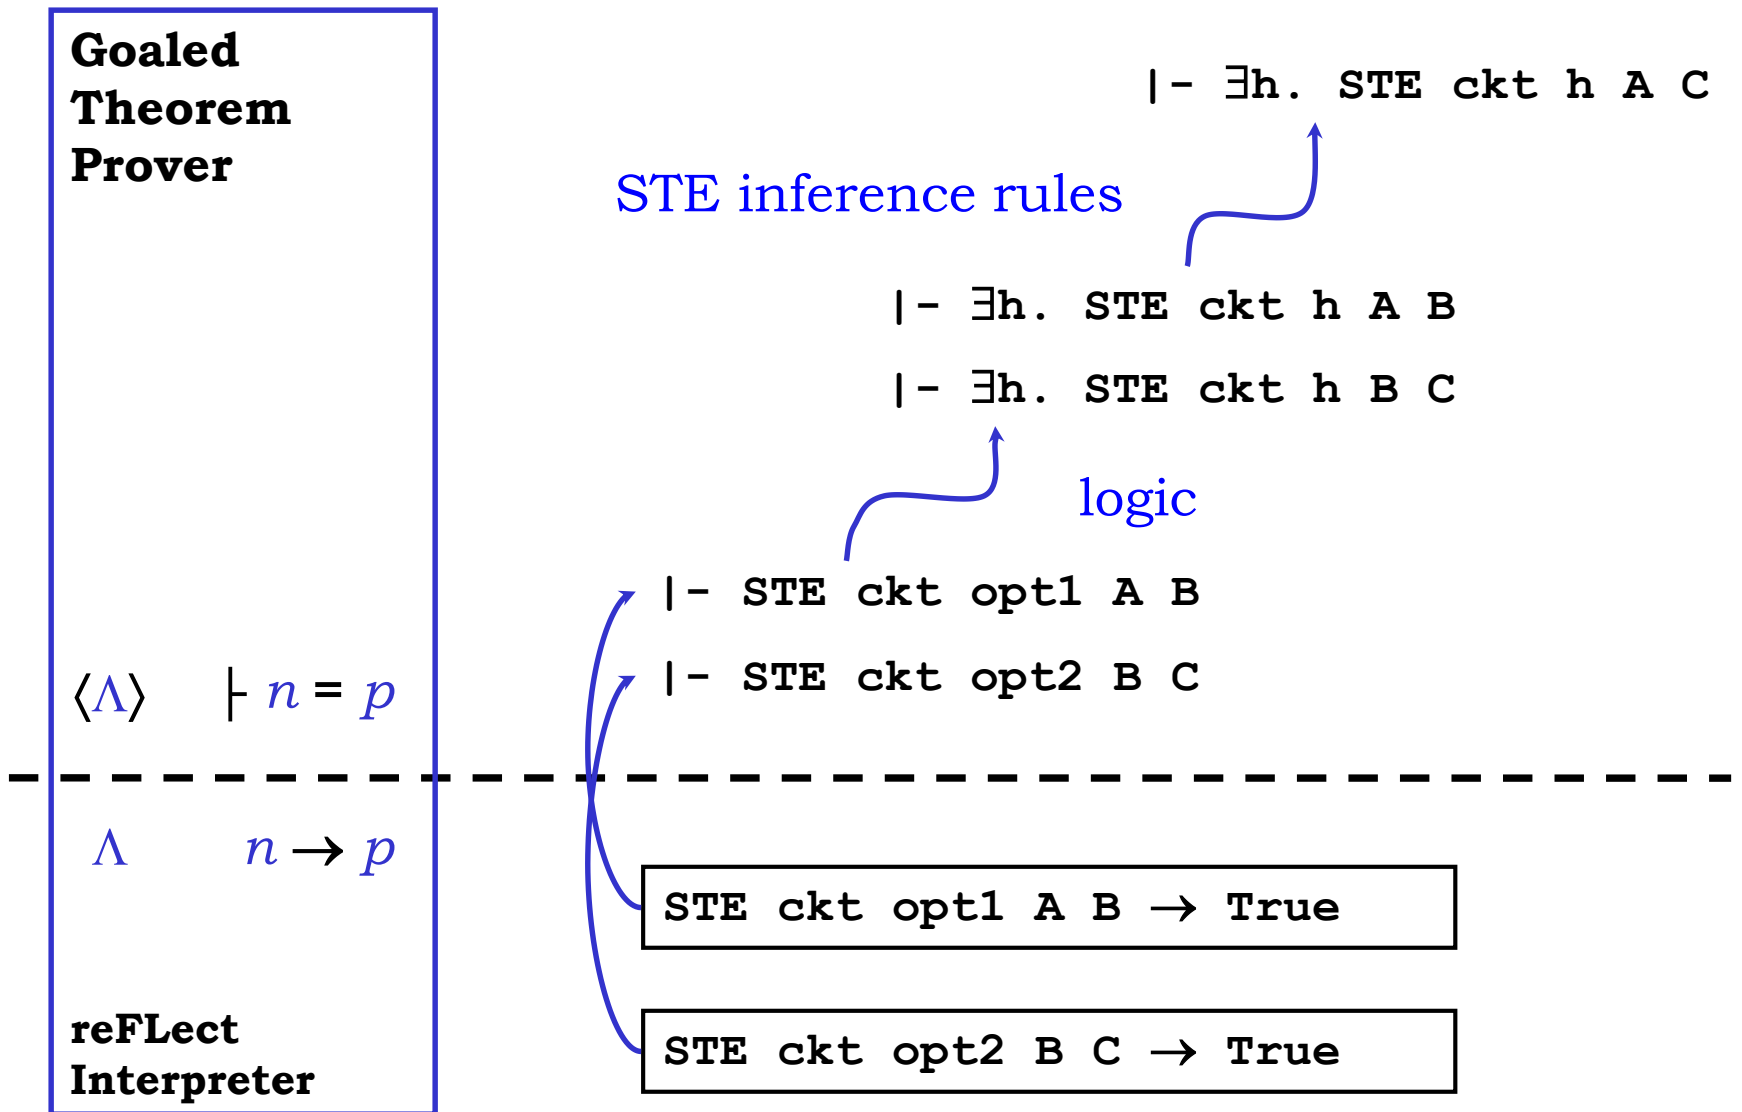 Goaled
Theorem
Prover
|- ∃h. STE ckt h A C
STE inference rules
|- ∃h. STE ckt h A B
|- ∃h. STE ckt h B C
logic
|- STE ckt opt1 A B
|- STE ckt opt2 B C
⟨Λ⟩ ⊢ n = p
Λ n → p
STE ckt opt1 A B → True
STE ckt opt2 B C → True
reFLect
Interpreter